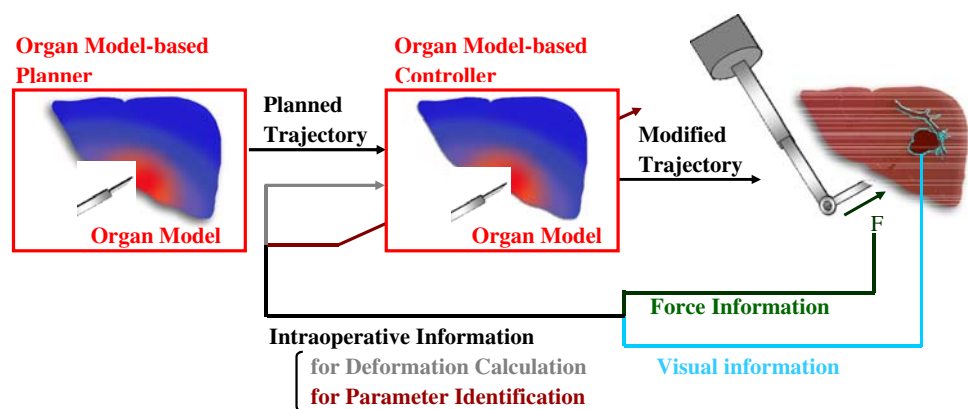 Organ Model-based
Planner
Organ Model
Planned
Trajectory
Organ Model-based
Controller
Organ Model
Modified
Trajectory
F
Force Information
Intraoperative Information
for Deformation Calculation
for Parameter Identification
Visual information